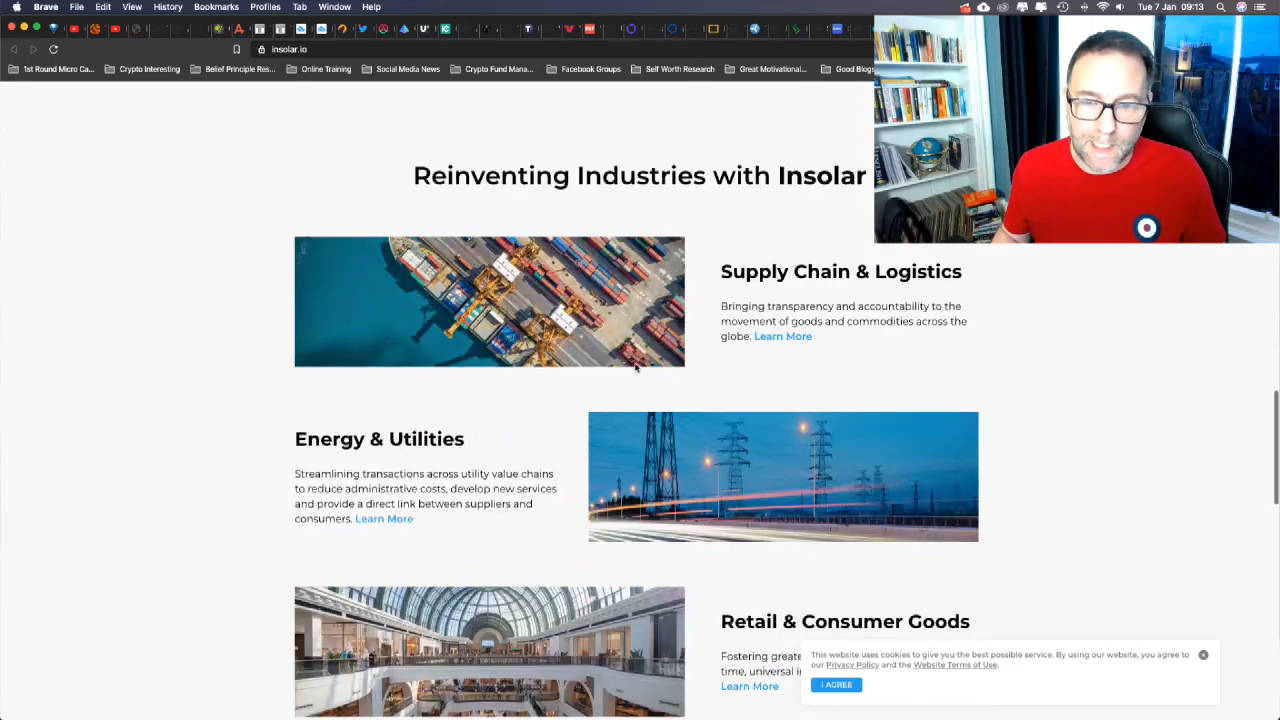 Brave File Edit View History Bookmarks Profiles Tab Window Help
Tue 7 Jan 09:13
insolar.io
1st Round Micro Ca... Crypto Interesting Belief Principle Res... Online Training Social Media News Crypto Fund Mana... Facebook Groups Self Worth Research Great Motivational... Good Blogs
Reinventing Industries with Insolar
Supply Chain & Logistics
Bringing transparency and accountability to the
movement of goods and commodities across the
globe. Learn More
Energy & Utilities
Streamlining transactions across utility value chains
to reduce administrative costs, develop new services
and provide a direct link between suppliers and
consumers. Learn More
Retail & Consumer Goods
Fostering greate
time, universal i
Learn More
This website uses cookies to give you the best possible service. By using our website, you agree to
our Privacy Policy and the Website Terms of Use.
I AGREE